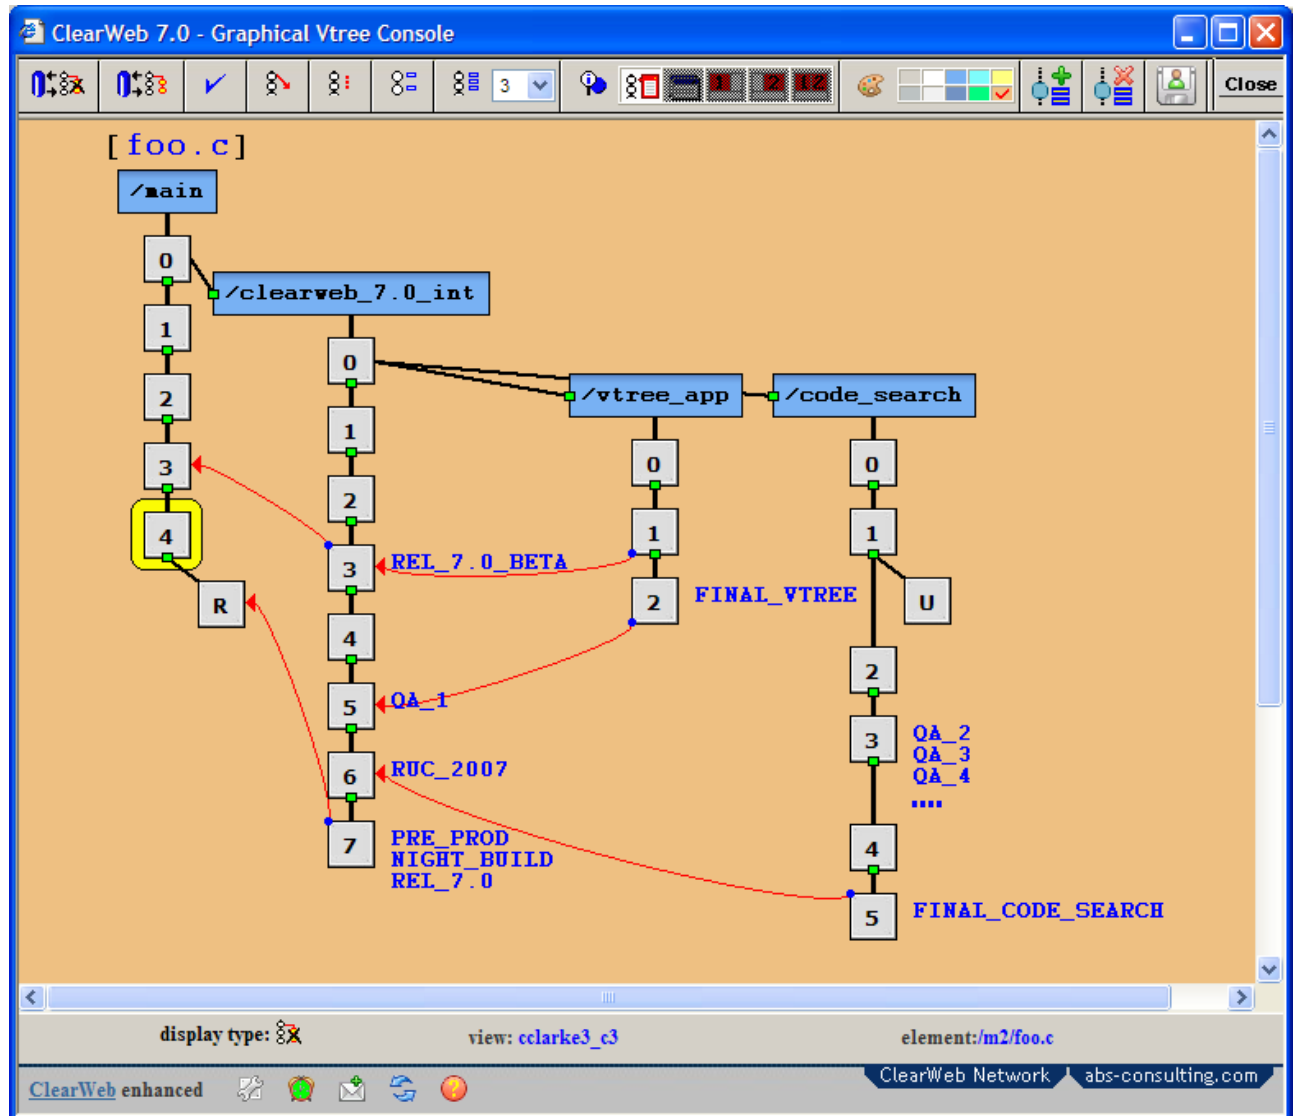 ClearWeb 7.0 - Graphical Vtree Console
3
1
2
12
Close
[foo.c]
/main
0
/clearweb_7.0_int
1
0
/vtree_app
/code_search
2
1
0
0
3
2
4
1
1
3
REL_7.0_BETA
R
2
FINAL_VTREE
U
4
2
5
QA_1
3
QA_2
QA_3
QA_4
....
6
RUC_2007
7
PRE_PROD
NIGHT_BUILD
REL_7.0
4
5
FINAL_CODE_SEARCH
display type:
view: cclarke3_c3
element:/m2/foo.c
ClearWeb enhanced
ClearWeb Network
abs-consulting.com